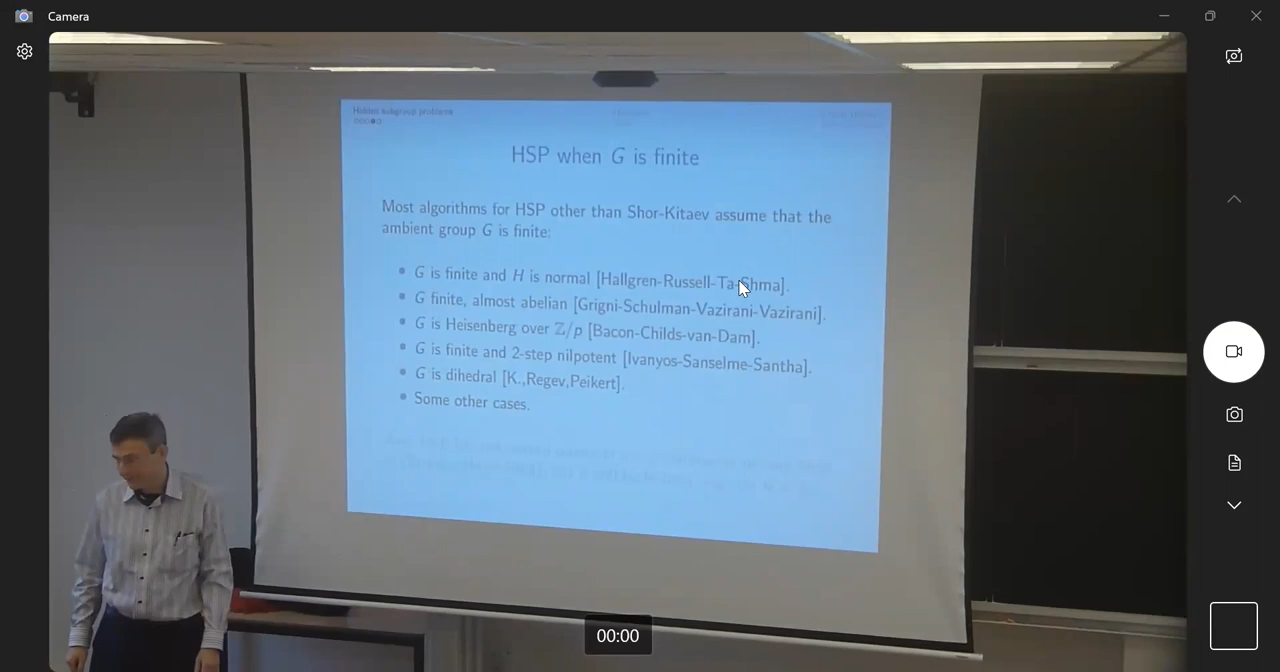 Camera
Hidden subgroup problems
HSP when G is finite
Most algorithms for HSP other than Shor-Kitaev assume that the
ambient group G is finite:
• G is finite and H is normal [Hallgren-Russell-Ta-Shma].
• G finite, almost abelian [Grigni-Schulman-Vazirani-Vazirani].
• G is Heisenberg over ℤ/p [Bacon-Childs-van-Dam].
• G is finite and 2-step nilpotent [Ivanyos-Sanselme-Santha].
• G is dihedral [K.,Regev,Peikert].
• Some other cases.
00:00